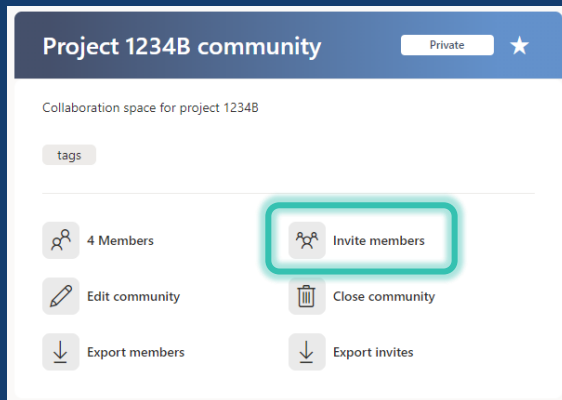 Project 1234B community
Private
Collaboration space for project 1234B
tags
4 Members
Invite members
Edit community
Close community
Export members
Export invites